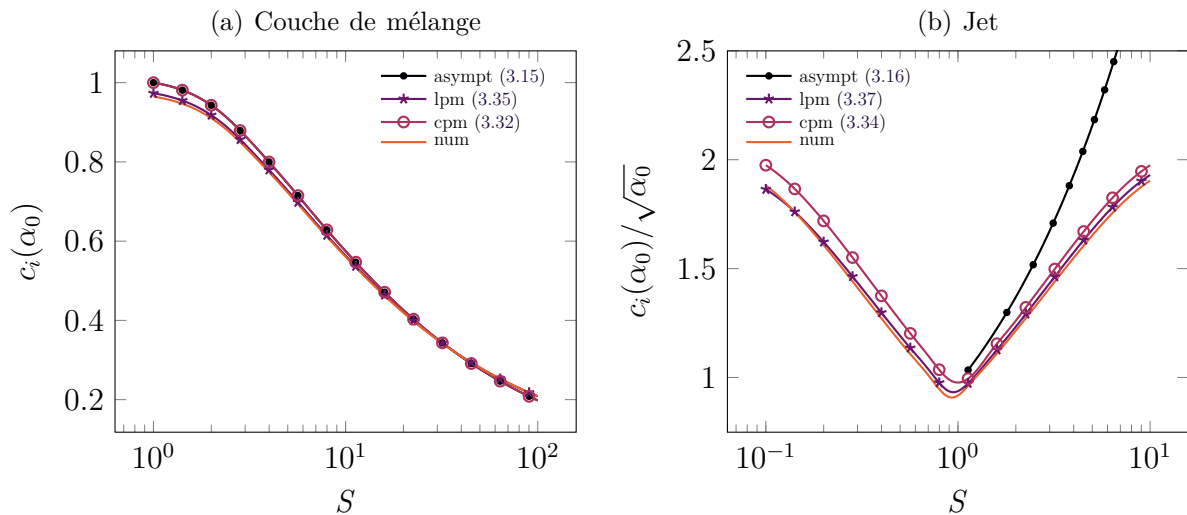 (a) Couche de mélange
1
0.8
0.6
0.4
0.2
c_i(α_0)
asympt (3.15)
lpm (3.35)
cpm (3.32)
num
10^0 10^1 10^2
S
(b) Jet
2.5
2
1.5
1
c_i(α_0)/√α_0
asympt (3.16)
lpm (3.37)
cpm (3.34)
num
10^−1 10^0 10^1
S